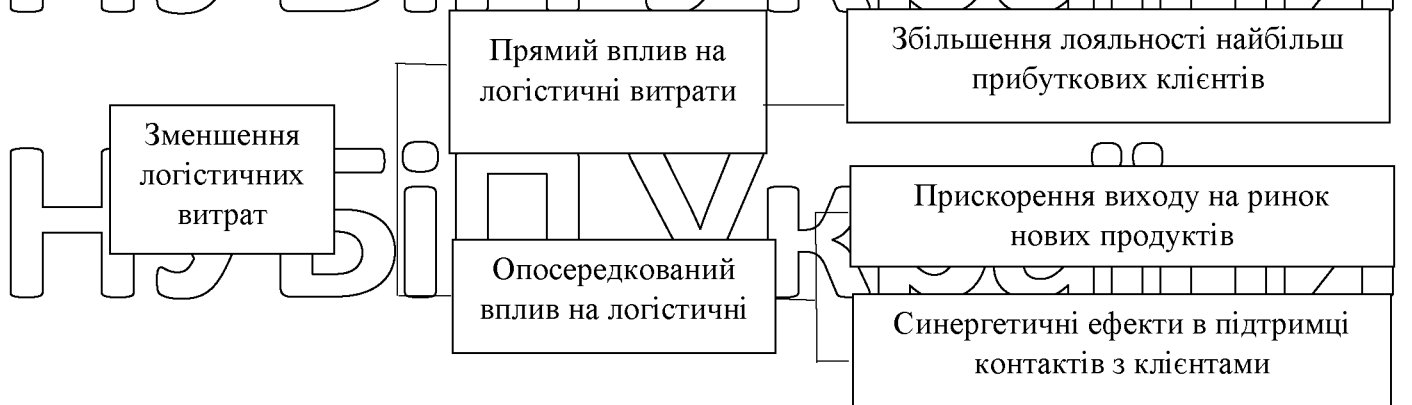 Зменшення
логістичних
витрат
Прямий вплив на
логістичні витрати
Опосередкований
вплив на логістичні
Збільшення лояльності найбільш
прибуткових клієнтів
Прискорення виходу на ринок
нових продуктів
Синергетичні ефекти в підтримці
контактів з клієнтами